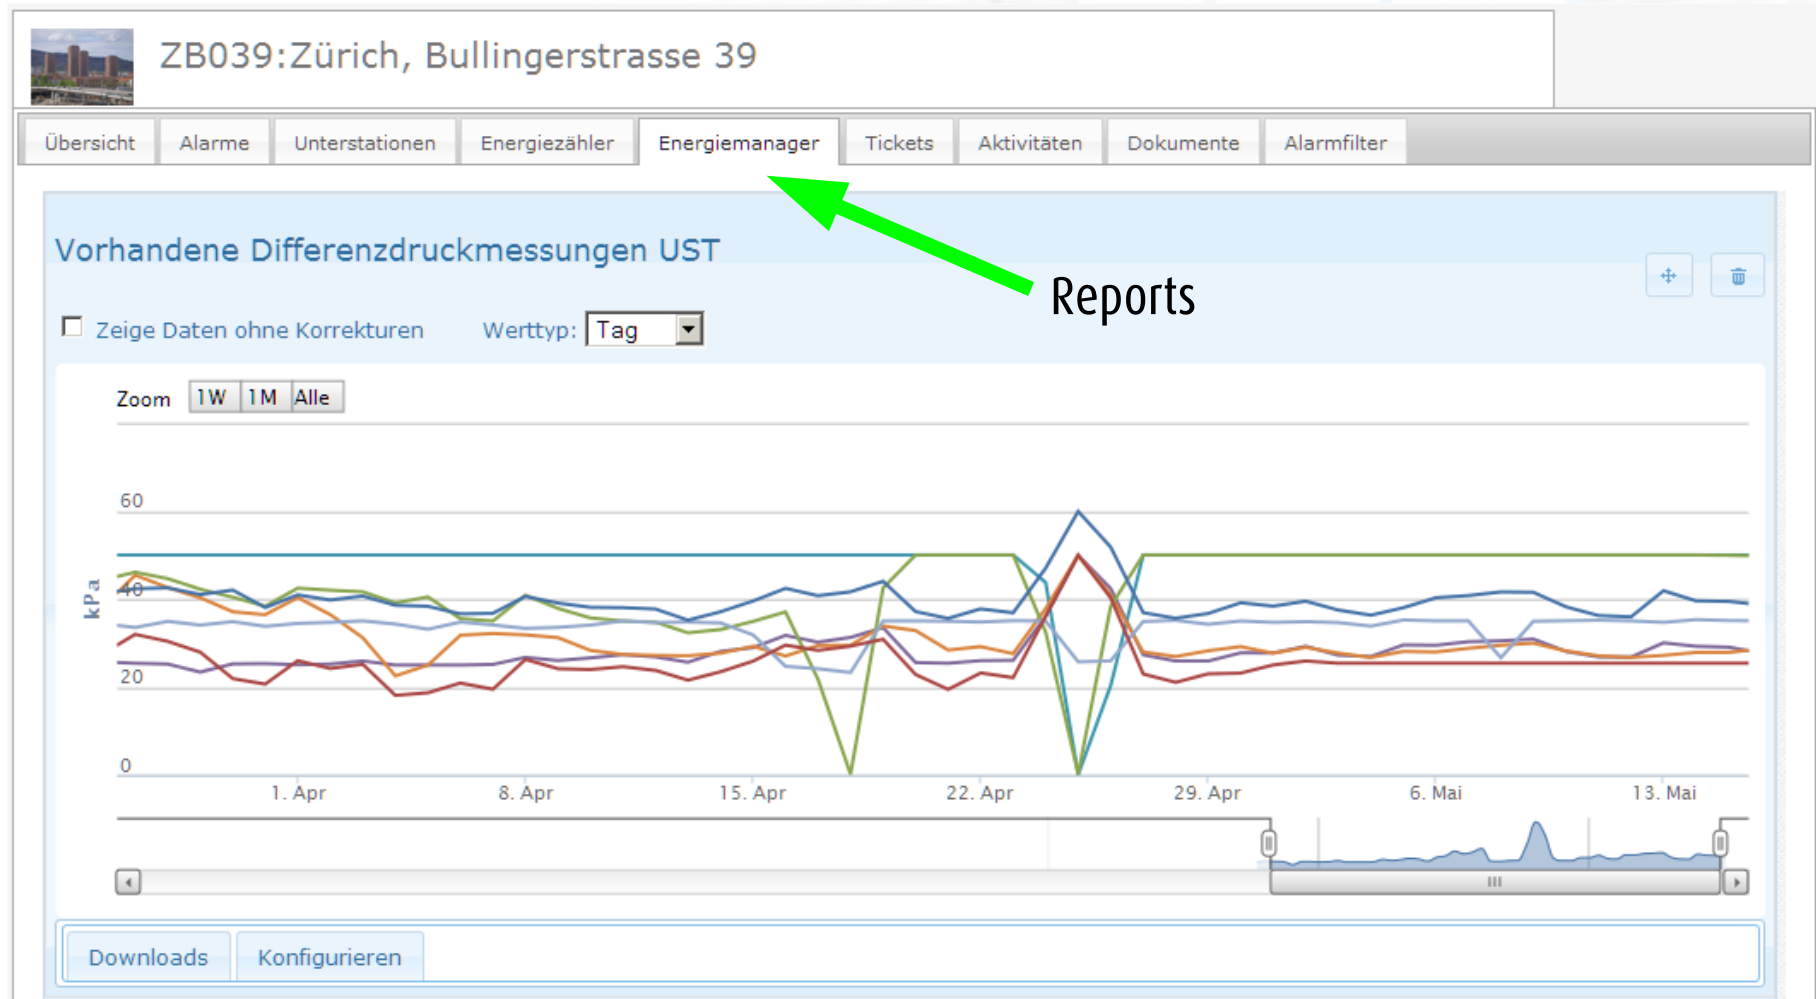 ZB039:Zürich, Bullingerstrasse 39
Übersicht Alarme Unterstationen Energiezähler Energiemanager Tickets Aktivitäten Dokumente Alarmfilter
Vorhandene Differenzdruckmessungen UST
Reports
Zeige Daten ohne Korrekturen Werttyp: Tag
Zoom 1W 1M Alle
60
kPa
40
20
0
1. Apr 8. Apr 15. Apr 22. Apr 29. Apr 6. Mai 13. Mai
Downloads Konfigurieren